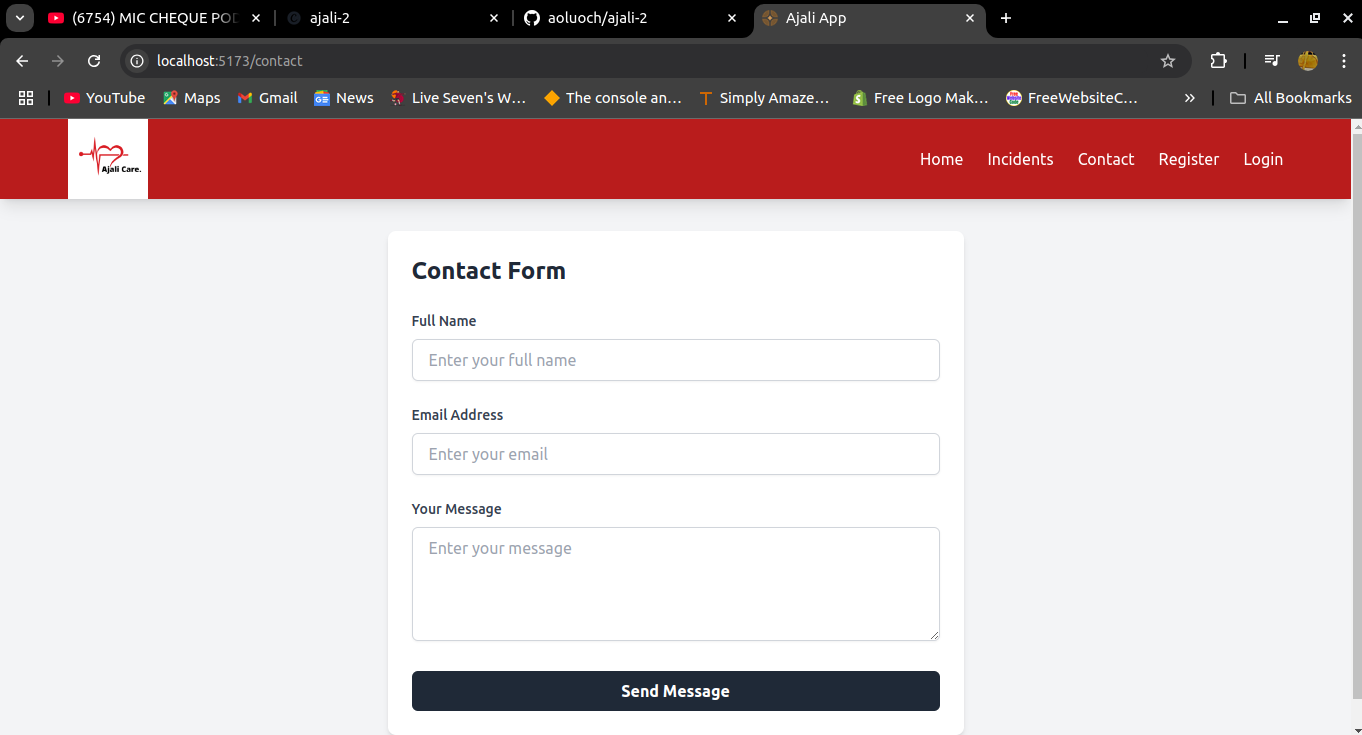 (6754) MIC CHEQUE POD
ajali-2
aoluoch/ajali-2
Ajali App
localhost:5173/contact
YouTube
Maps
Gmail
News
Live Seven's W...
The console an...
Simply Amaze...
Free Logo Mak...
FreeWebsiteC...
All Bookmarks
Ajali Care.
Home
Incidents
Contact
Register
Login
Contact Form
Full Name
Enter your full name
Email Address
Enter your email
Your Message
Enter your message
Send Message